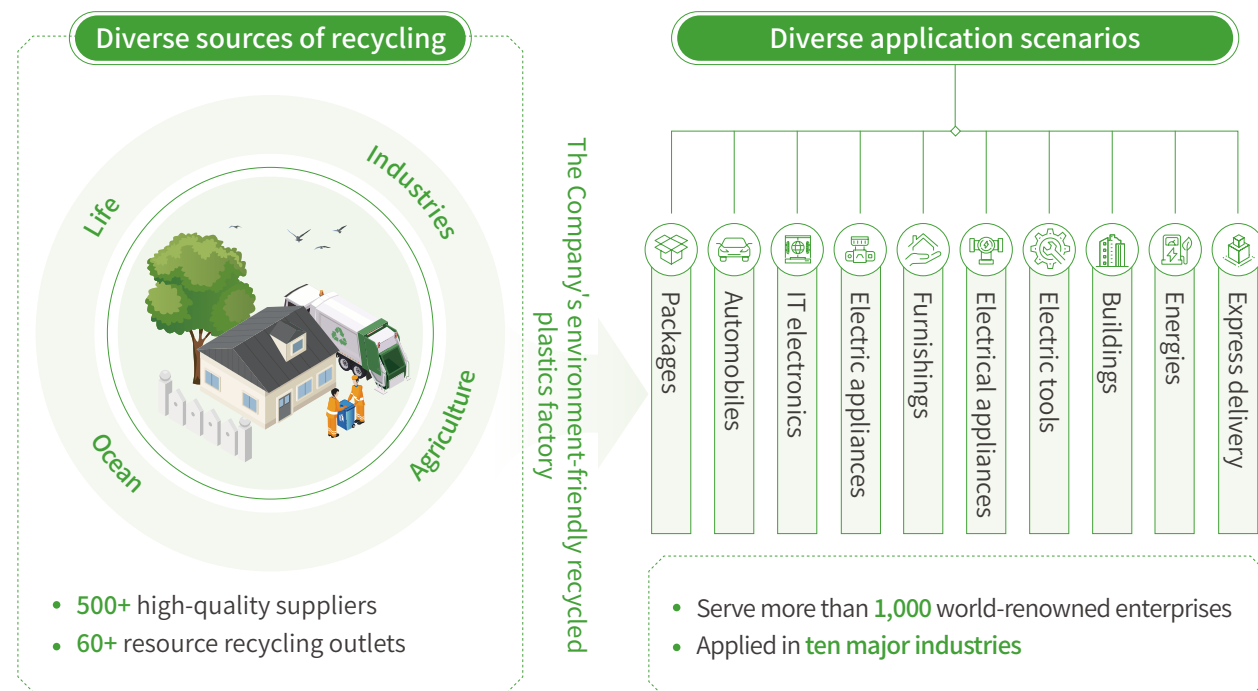 Diverse sources of recycling
Life
Industries
Ocean
Agriculture
500+ high-quality suppliers
60+ resource recycling outlets
The Company's environment-friendly recycled
plastics factory
Diverse application scenarios
Packages
Automobiles
IT electronics
Electric appliances
Furnishings
Electrical appliances
Electric tools
Buildings
Energies
Express delivery
Serve more than 1,000 world-renowned enterprises
Applied in ten major industries